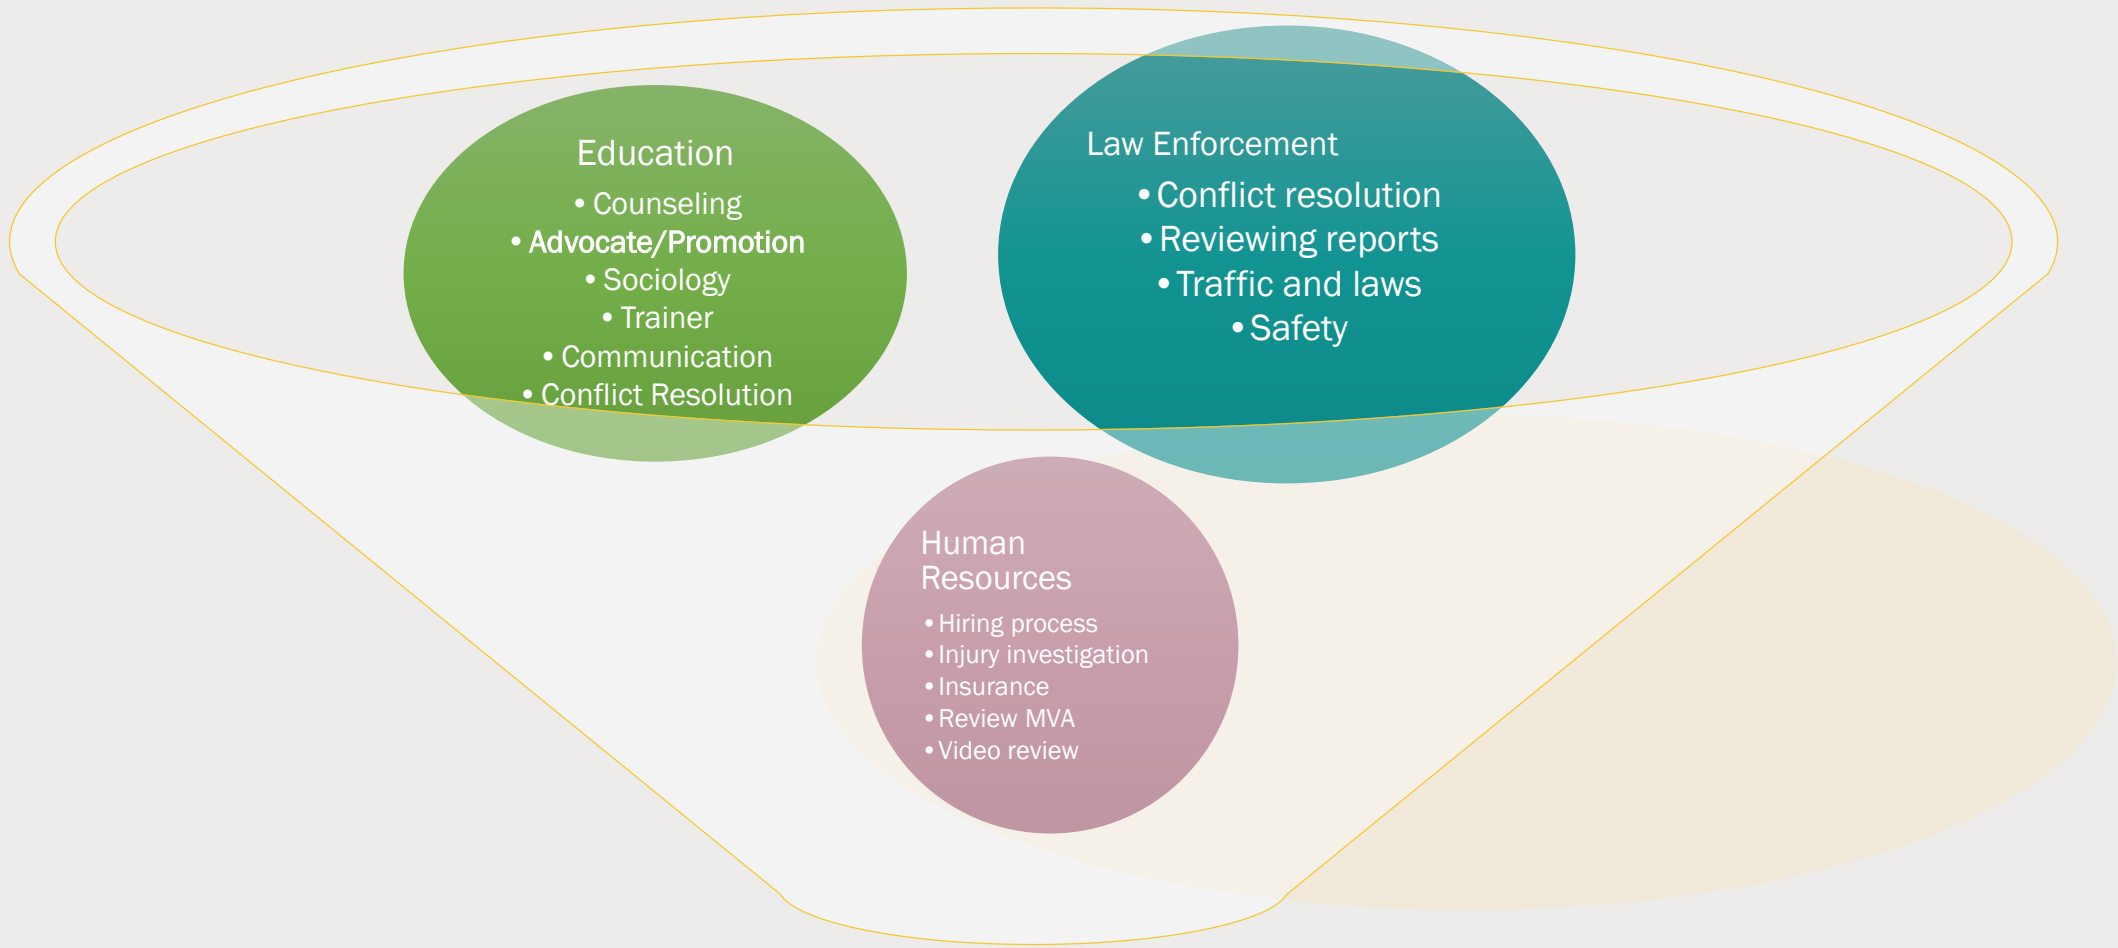 Education
• Counseling
• Advocate/Promotion
• Sociology
• Trainer
• Communication
• Conflict Resolution
Law Enforcement
• Conflict resolution
• Reviewing reports
• Traffic and laws
• Safety
Human
Resources
• Hiring process
• Injury investigation
• Insurance
• Review MVA
• Video review